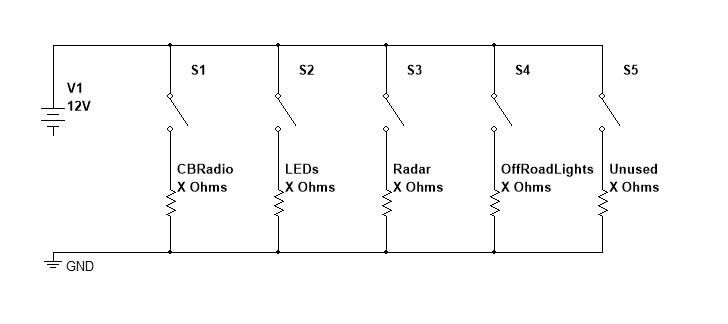 S1 S2 S3 S4 S5
V1
12V
CBRadio LEDs Radar OffRoadLights Unused
X Ohms X Ohms X Ohms X Ohms X Ohms
GND